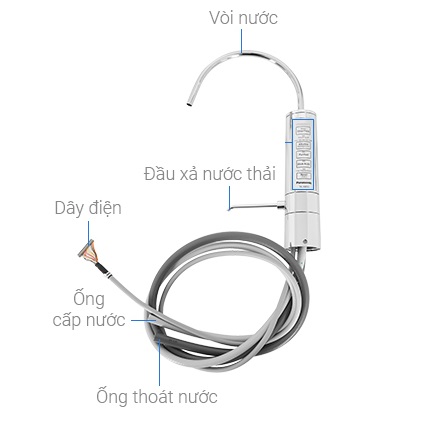 Vòi nước
Đầu xả nước thải
Dây điện
Ống
cấp nước
Ống thoát nước